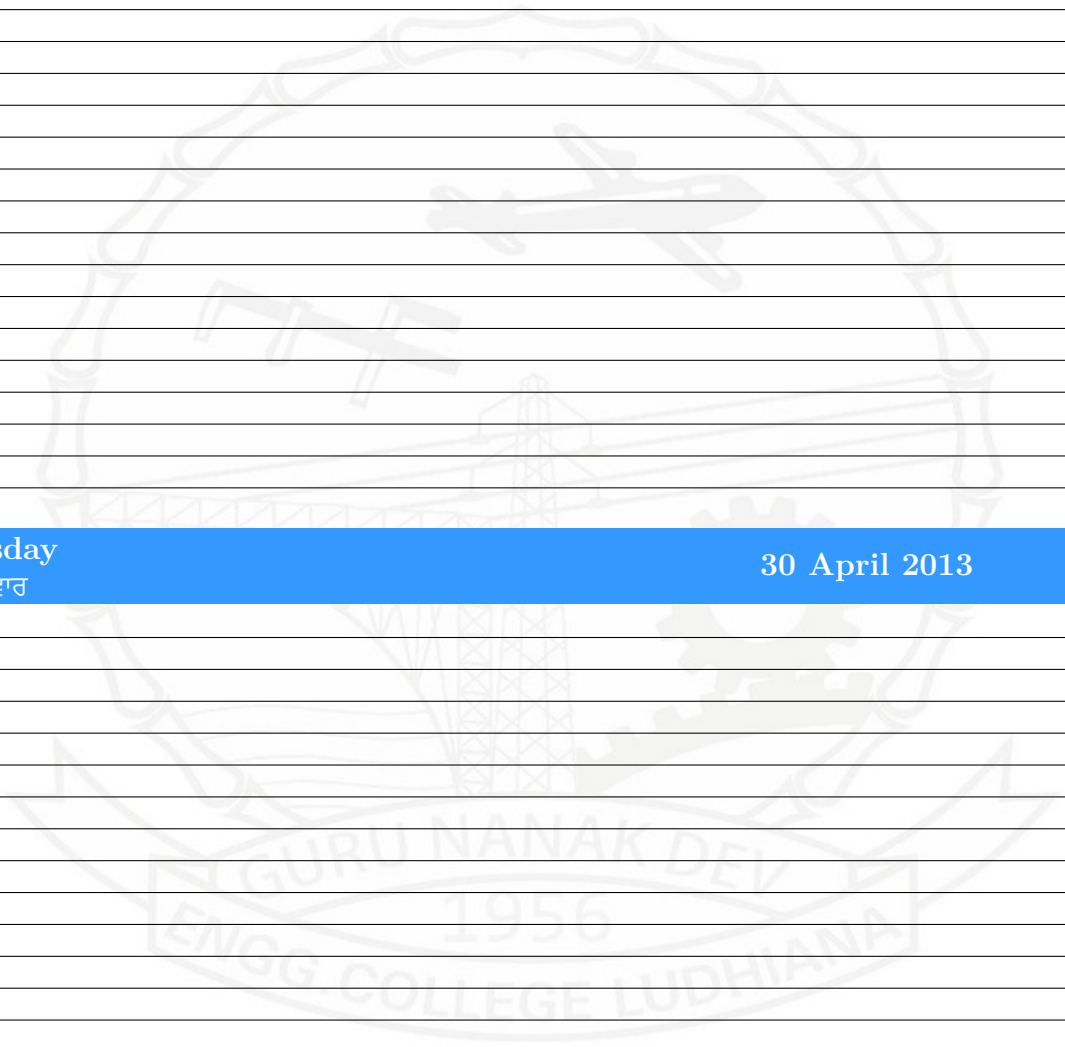 sday
30 April 2013
ਵਾਰ
GURU NANAK DEV
1956
ENGG. COLLEGE LUDHIANA